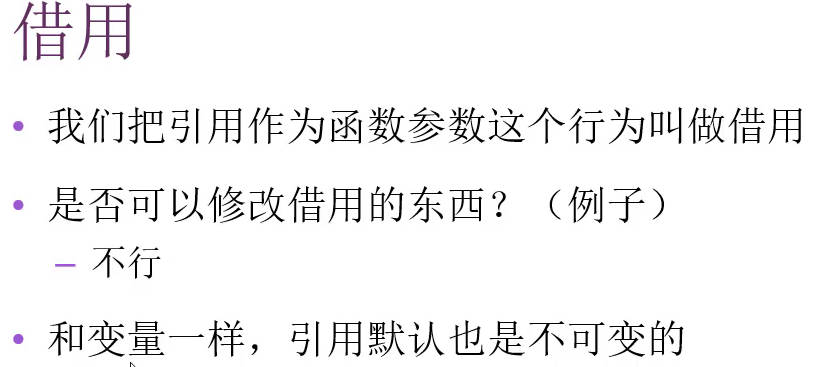 借用
• 我们把引用作为函数参数这个行为叫做借用
• 是否可以修改借用的东西？（例子）
– 不行
• 和变量一样，引用默认也是不可变的